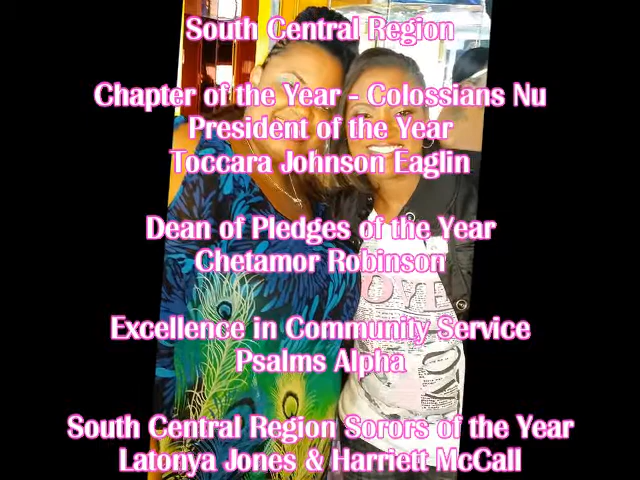 South Central Region
Chapter of the Year - Colossians Nu
President of the Year
Toccara Johnson Eaglin
Dean of Pledges of the Year
Chetamor Robinson
Excellence in Community Service
Psalms Alpha
South Central Region Sorors of the Year
Latonya Jones & Harriett McCall